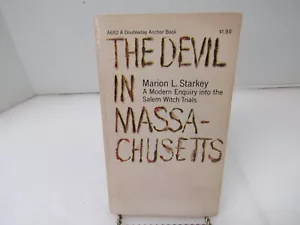 A682 A Doubleday Anchor Book $1.95
THE DEVIL
IN Marion L. Starkey
A Modern Enquiry into the
Salem Witch Trials
MASSA-
CHUSETTS